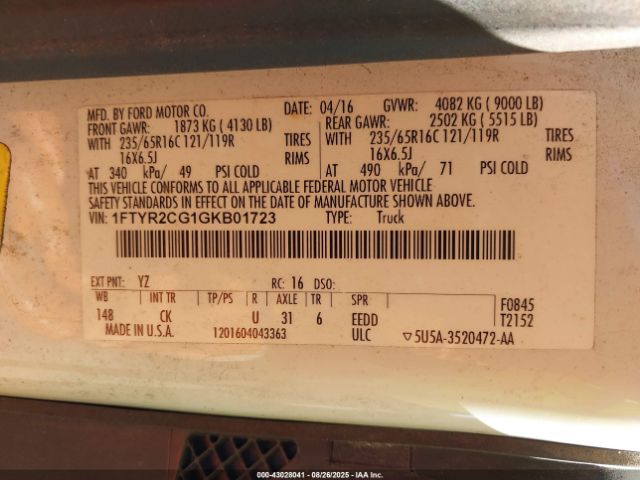 MFD. BY FORD MOTOR CO. DATE: 04/16 GVWR: 4082 KG ( 9000 LB)
FRONT GAWR: 1873 KG ( 4130 LB) REAR GAWR: 2502 KG ( 5515 LB)
WITH 235/65R16C 121/119R TIRES WITH 235/65R16C 121/119R TIRES
16X6.5J RIMS 16X6.5J RIMS
AT 340 kPa/ 49 PSI COLD AT 490 kPa/ 71 PSI COLD
THIS VEHICLE CONFORMS TO ALL APPLICABLE FEDERAL MOTOR VEHICLE
SAFETY STANDARDS IN EFFECT ON THE DATE OF MANUFACTURE SHOWN ABOVE.
VIN: 1FTYR2CG1GKB01723 TYPE: Truck
EXT PNT: YZ RC: 16 DSO:
WB INT TR TP/PS R AXLE TR SPR F0845
148 CK U 31 6 EEDD T2152
MADE IN U.S.A. 1201604043363 ULC ▽5U5A-3520472-AA
000-43028041 - 08/26/2025 - IAA, Inc.